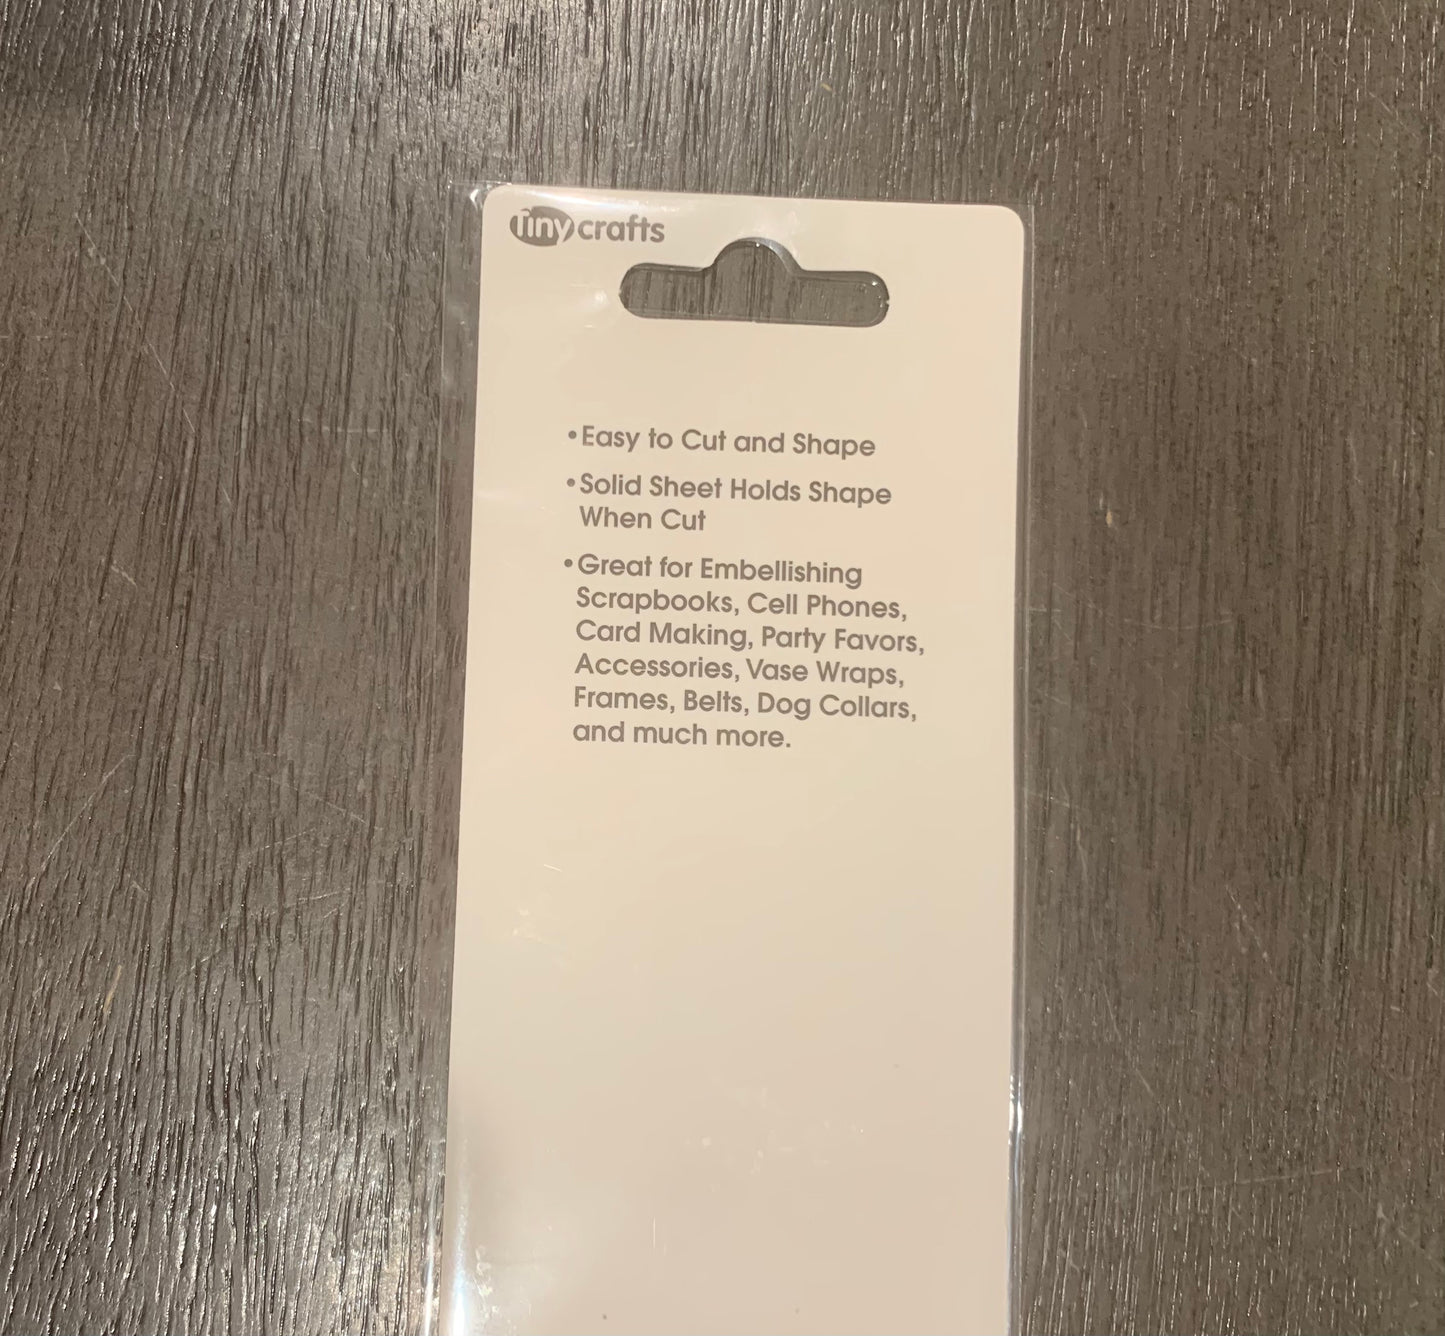 Tinycrafts
•Easy to Cut and Shape
•Solid Sheet Holds Shape
When Cut
•Great for Embellishing
Scrapbooks, Cell Phones,
Card Making, Party Favors,
Accessories, Vase Wraps,
Frames, Belts, Dog Collars,
and much more.